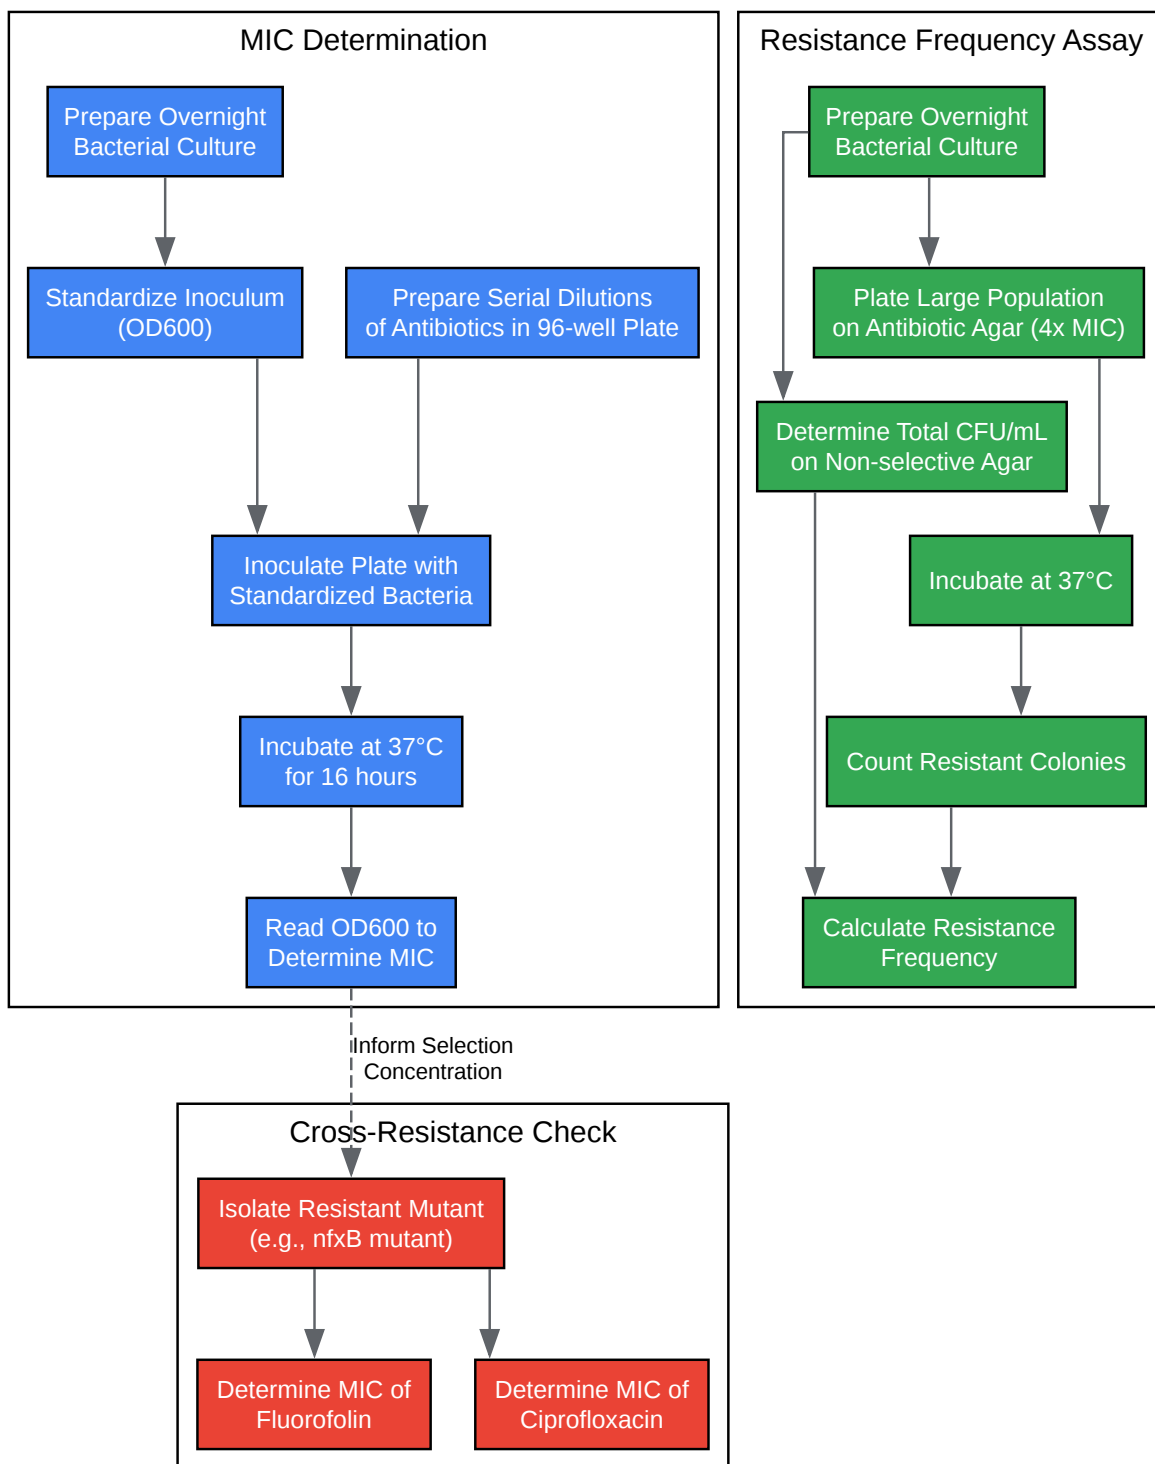 MIC Determination
Prepare Overnight
Bacterial Culture
Standardize Inoculum
(OD600)
Prepare Serial Dilutions
of Antibiotics in 96-well Plate
Inoculate Plate with
Standardized Bacteria
Incubate at 37°C
for 16 hours
Read OD600 to
Determine MIC
Resistance Frequency Assay
Prepare Overnight
Bacterial Culture
Plate Large Population
on Antibiotic Agar (4x MIC)
Determine Total CFU/mL
on Non-selective Agar
Incubate at 37°C
Count Resistant Colonies
Calculate Resistance
Frequency
Inform Selection
Concentration
Cross-Resistance Check
Isolate Resistant Mutant
(e.g., nfxB mutant)
Determine MIC of
Fluorofolin
Determine MIC of
Ciprofloxacin